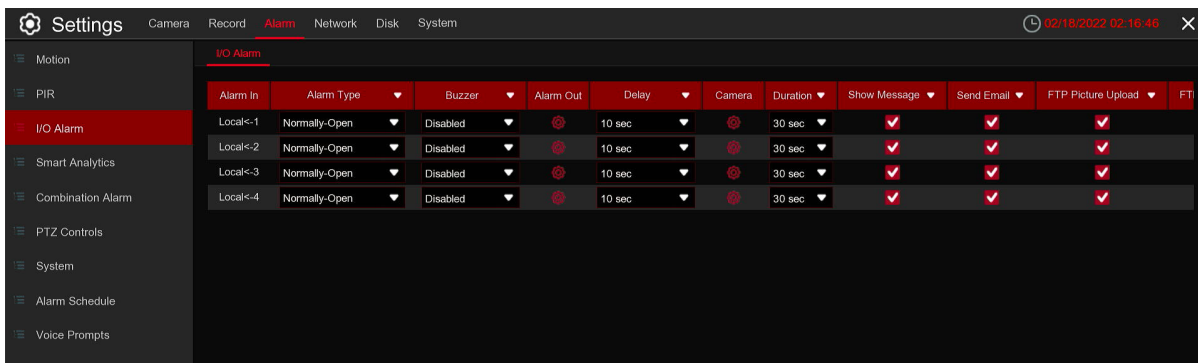 Settings Camera Record Alarm Network Disk System 02/18/2022 02:16:46
Motion
I/O Alarm
PIR
Alarm In Alarm Type Buzzer Alarm Out Delay Camera Duration Show Message Send Email FTP Picture Upload FTI
I/O Alarm
Local<-1 Normally-Open Disabled 10 sec 30 sec
Local<-2 Normally-Open Disabled 10 sec 30 sec
Smart Analytics
Local<-3 Normally-Open Disabled 10 sec 30 sec
Combination Alarm
Local<-4 Normally-Open Disabled 10 sec 30 sec
PTZ Controls
System
Alarm Schedule
Voice Prompts